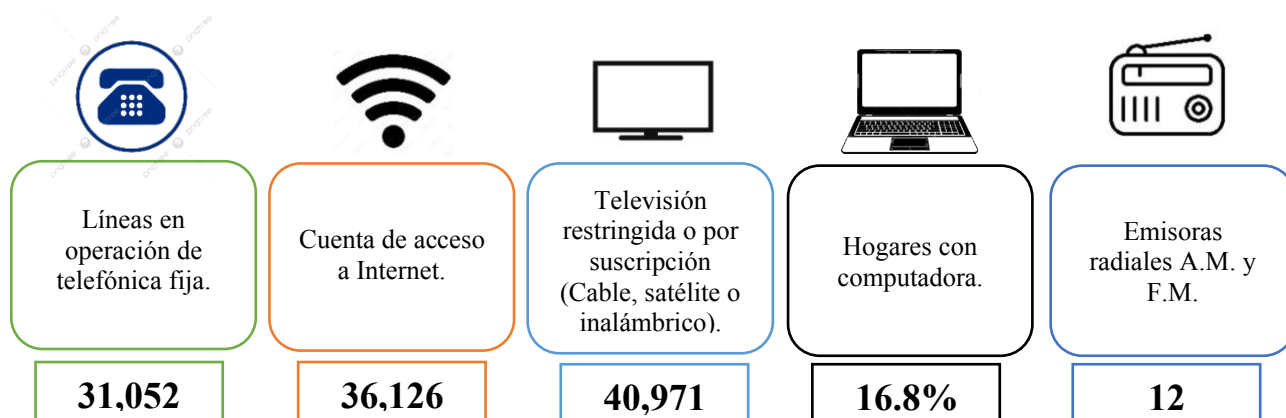 Líneas en
operación de
telefónica fija.
Cuenta de acceso
a Internet.
Televisión
restringida o por
suscripción
(Cable, satélite o
inalámbrico).
Hogares con
computadora.
Emisoras
radiales A.M. y
F.M.
31,052
36,126
40,971
16.8%
12